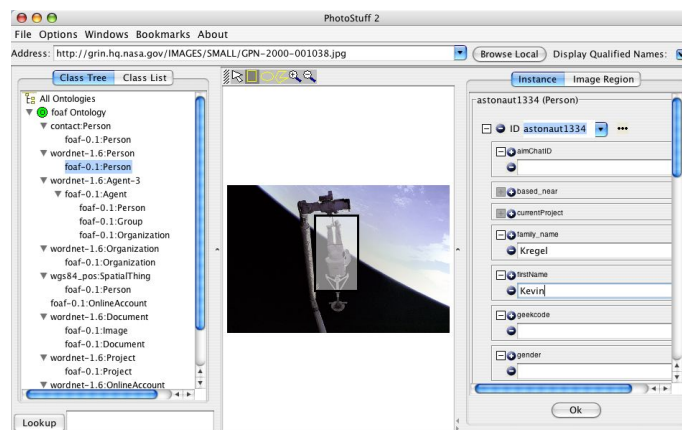 PhotoStuff 2
File Options Windows Bookmarks About
Address: http://grin.hq.nasa.gov/IMAGES/SMALL/GPN-2000-001038.jpg
Browse Local Display Qualified Names:
Class Tree Class List
All Ontologies
foaf Ontology
contact:Person
foaf-0.1:Person
wordnet-1.6:Person
foaf-0.1:Person
wordnet-1.6:Agent-3
foaf-0.1:Agent
foaf-0.1:Person
foaf-0.1:Group
foaf-0.1:Organization
wordnet-1.6:Organization
foaf-0.1:Organization
wgs84_pos:SpatialThing
foaf-0.1:Person
foaf-0.1:OnlineAccount
wordnet-1.6:Document
foaf-0.1:Image
foaf-0.1:Document
wordnet-1.6:Project
foaf-0.1:Project
wordnet-1.6:OnlineAccount
Lookup
Instance Image Region
astonaut1334 (Person)
ID astonaut1334
aimChatID
based_near
currentProject
family_name
Kregel
firstName
Kevin
geekcode
gender
Ok